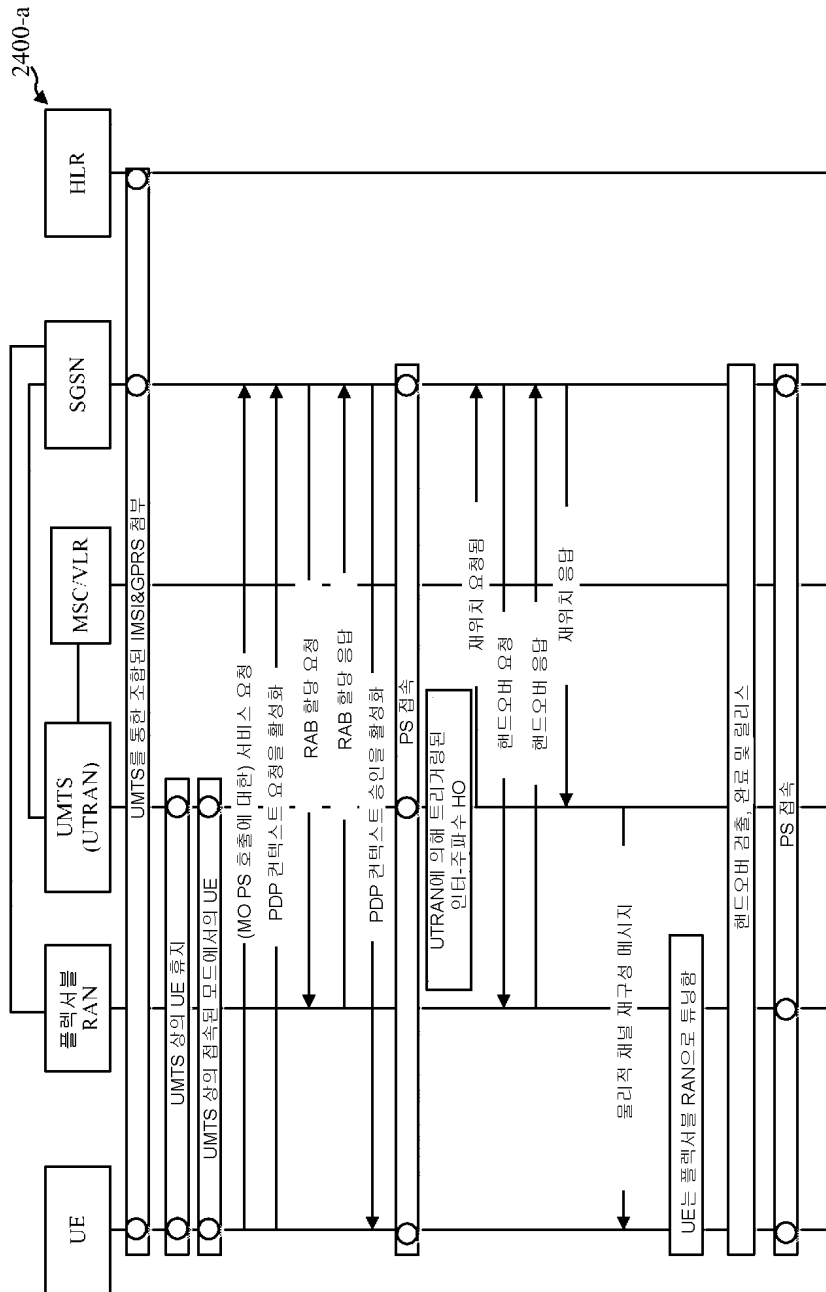 2400-a
UE
플렉서블
RAN
UMTS
(UTRAN)
MSC/VLR
SGSN
HLR
UMTS를 통한 조합된 IMSI&GPRS 첨부
UMTS 상의 UE 휴지
UMTS 상의 접속된 모드에서의 UE
(MO PS 호출에 대한) 서비스 요청
PDP 컨텍스트 요청을 활성화
RAB 할당 요청
RAB 할당 응답
PDP 컨텍스트 승인을 활성화
PS 접속
UTRAN에 의해 트리거링된
인터-주파수 HO
재위치 요청됨
핸드오버 요청
핸드오버 응답
재위치 응답
물리적 채널 재구성 메시지
UE는 플렉서블 RAN으로 튜닝함
핸드오버 검출, 완료 및 릴리스
PS 접속